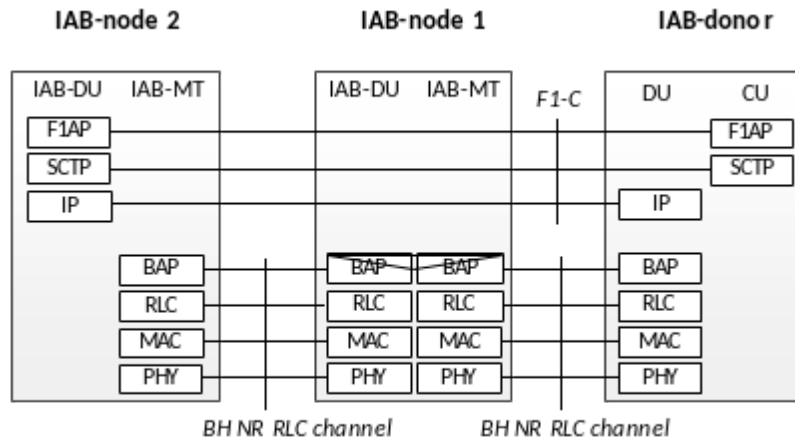 IAB-node 2 IAB-node 1 IAB-donor
IAB-DU IAB-MT IAB-DU IAB-MT F1-C DU CU
F1AP F1AP
SCTP SCTP
IP IP
BAP BAP BAP BAP
RLC RLC RLC RLC
MAC MAC MAC MAC
PHY PHY PHY PHY
BH NR RLC channel BH NR RLC channel